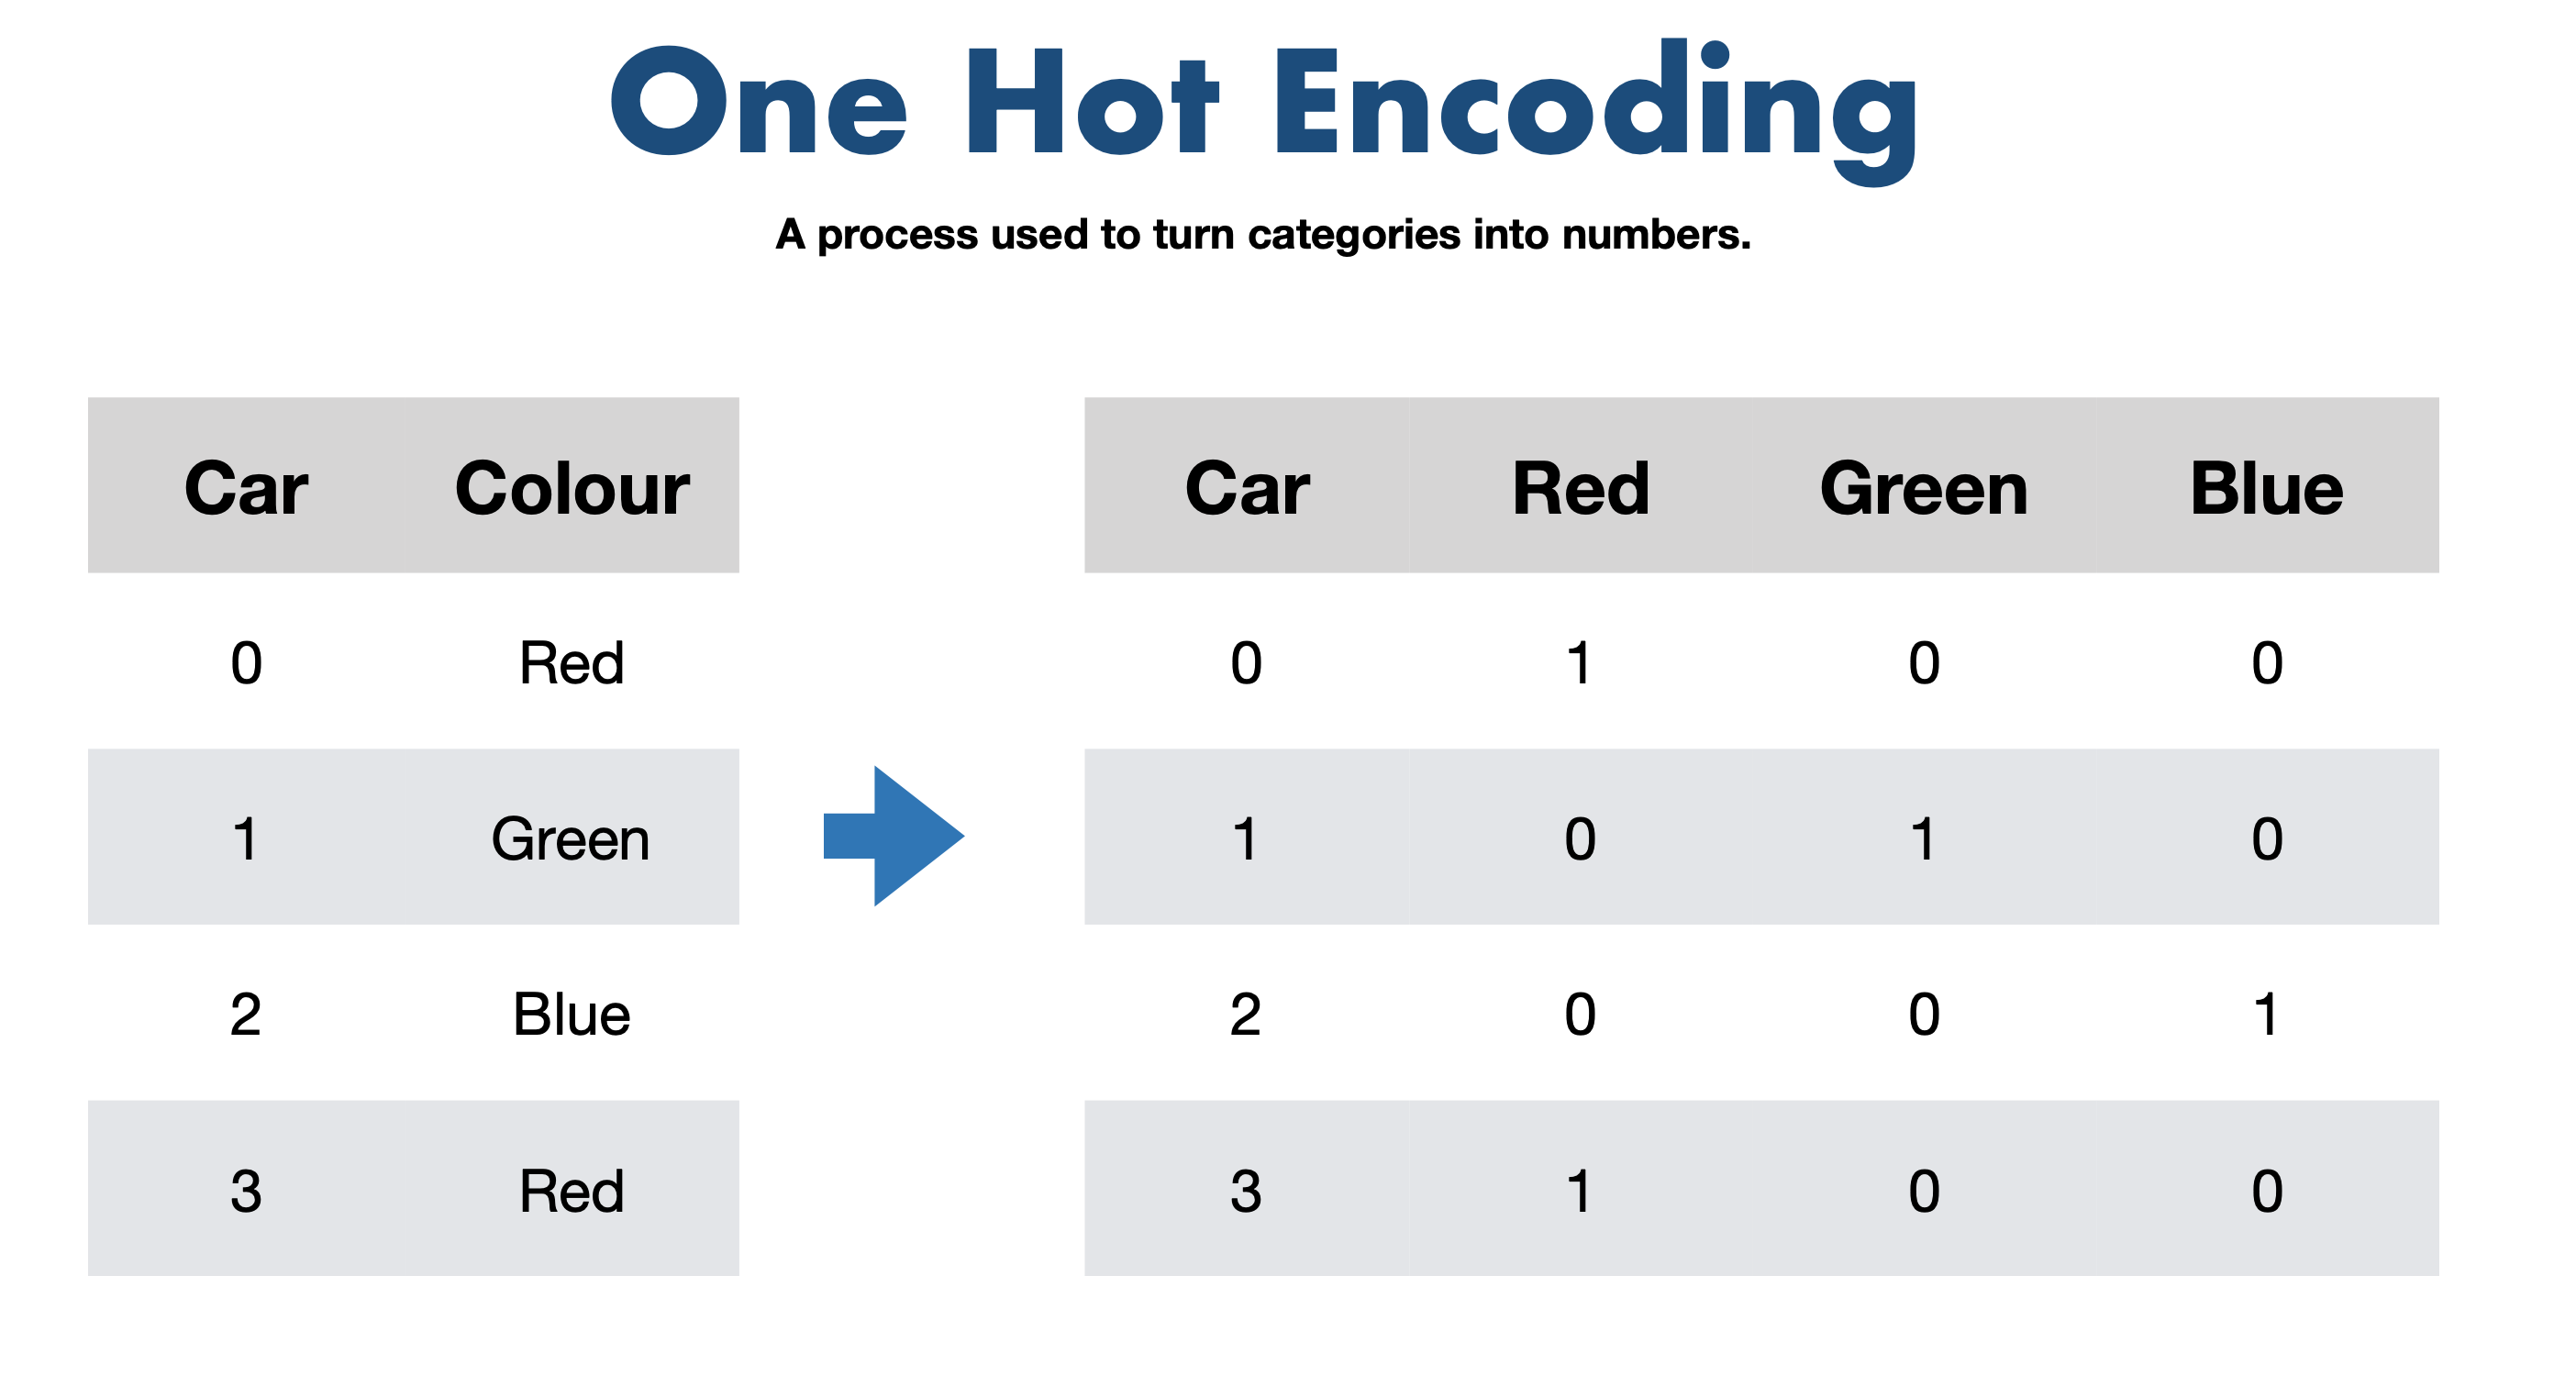 One Hot Encoding
A process used to turn categories into numbers.
Car Colour
0 Red
1 Green
2 Blue
3 Red
Car Red Green Blue
0 1 0 0
1 0 1 0
2 0 0 1
3 1 0 0